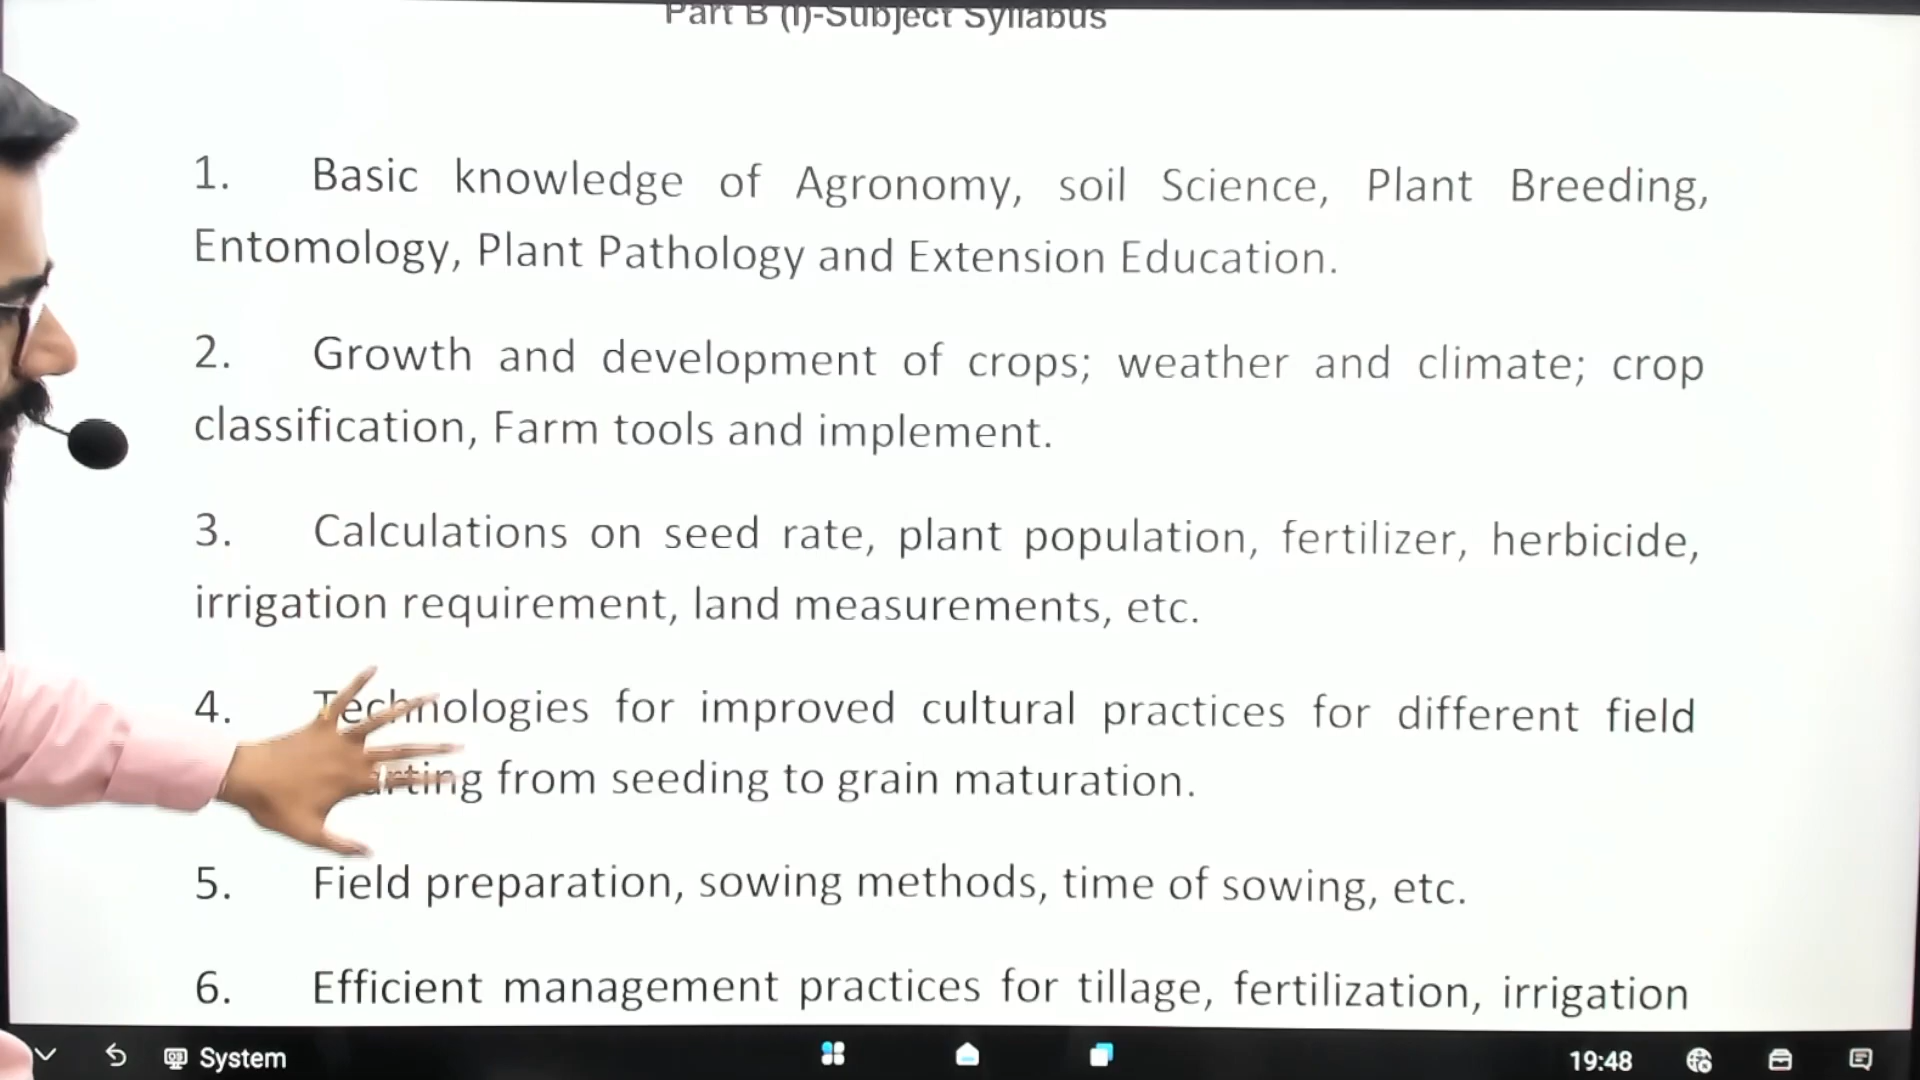 Part B (I)-Subject Syllabus
1. Basic knowledge of Agronomy, soil Science, Plant Breeding,
Entomology, Plant Pathology and Extension Education.
2. Growth and development of crops; weather and climate; crop
classification, Farm tools and implement.
3. Calculations on seed rate, plant population, fertilizer, herbicide,
irrigation requirement, land measurements, etc.
4. Technologies for improved cultural practices for different field
from seeding to grain maturation.
5. Field preparation, sowing methods, time of sowing, etc.
6. Efficient management practices for tillage, fertilization, irrigation
System 19:48